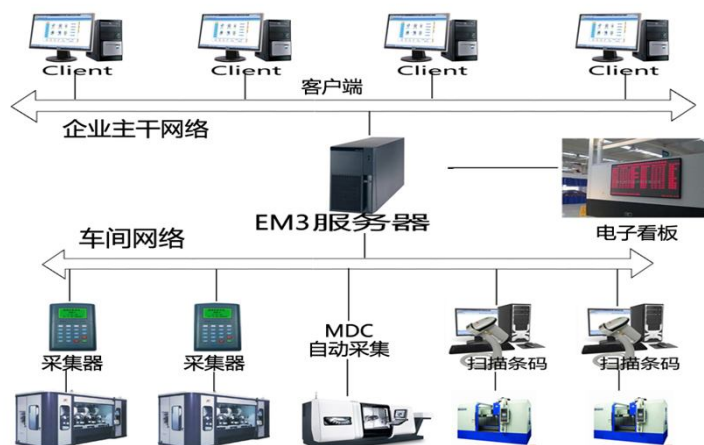 Client
Client
Client
Client
客户端
企业主干网络
EM3服务器
电子看板
车间网络
采集器
采集器
MDC
自动采集
扫描条码
扫描条码